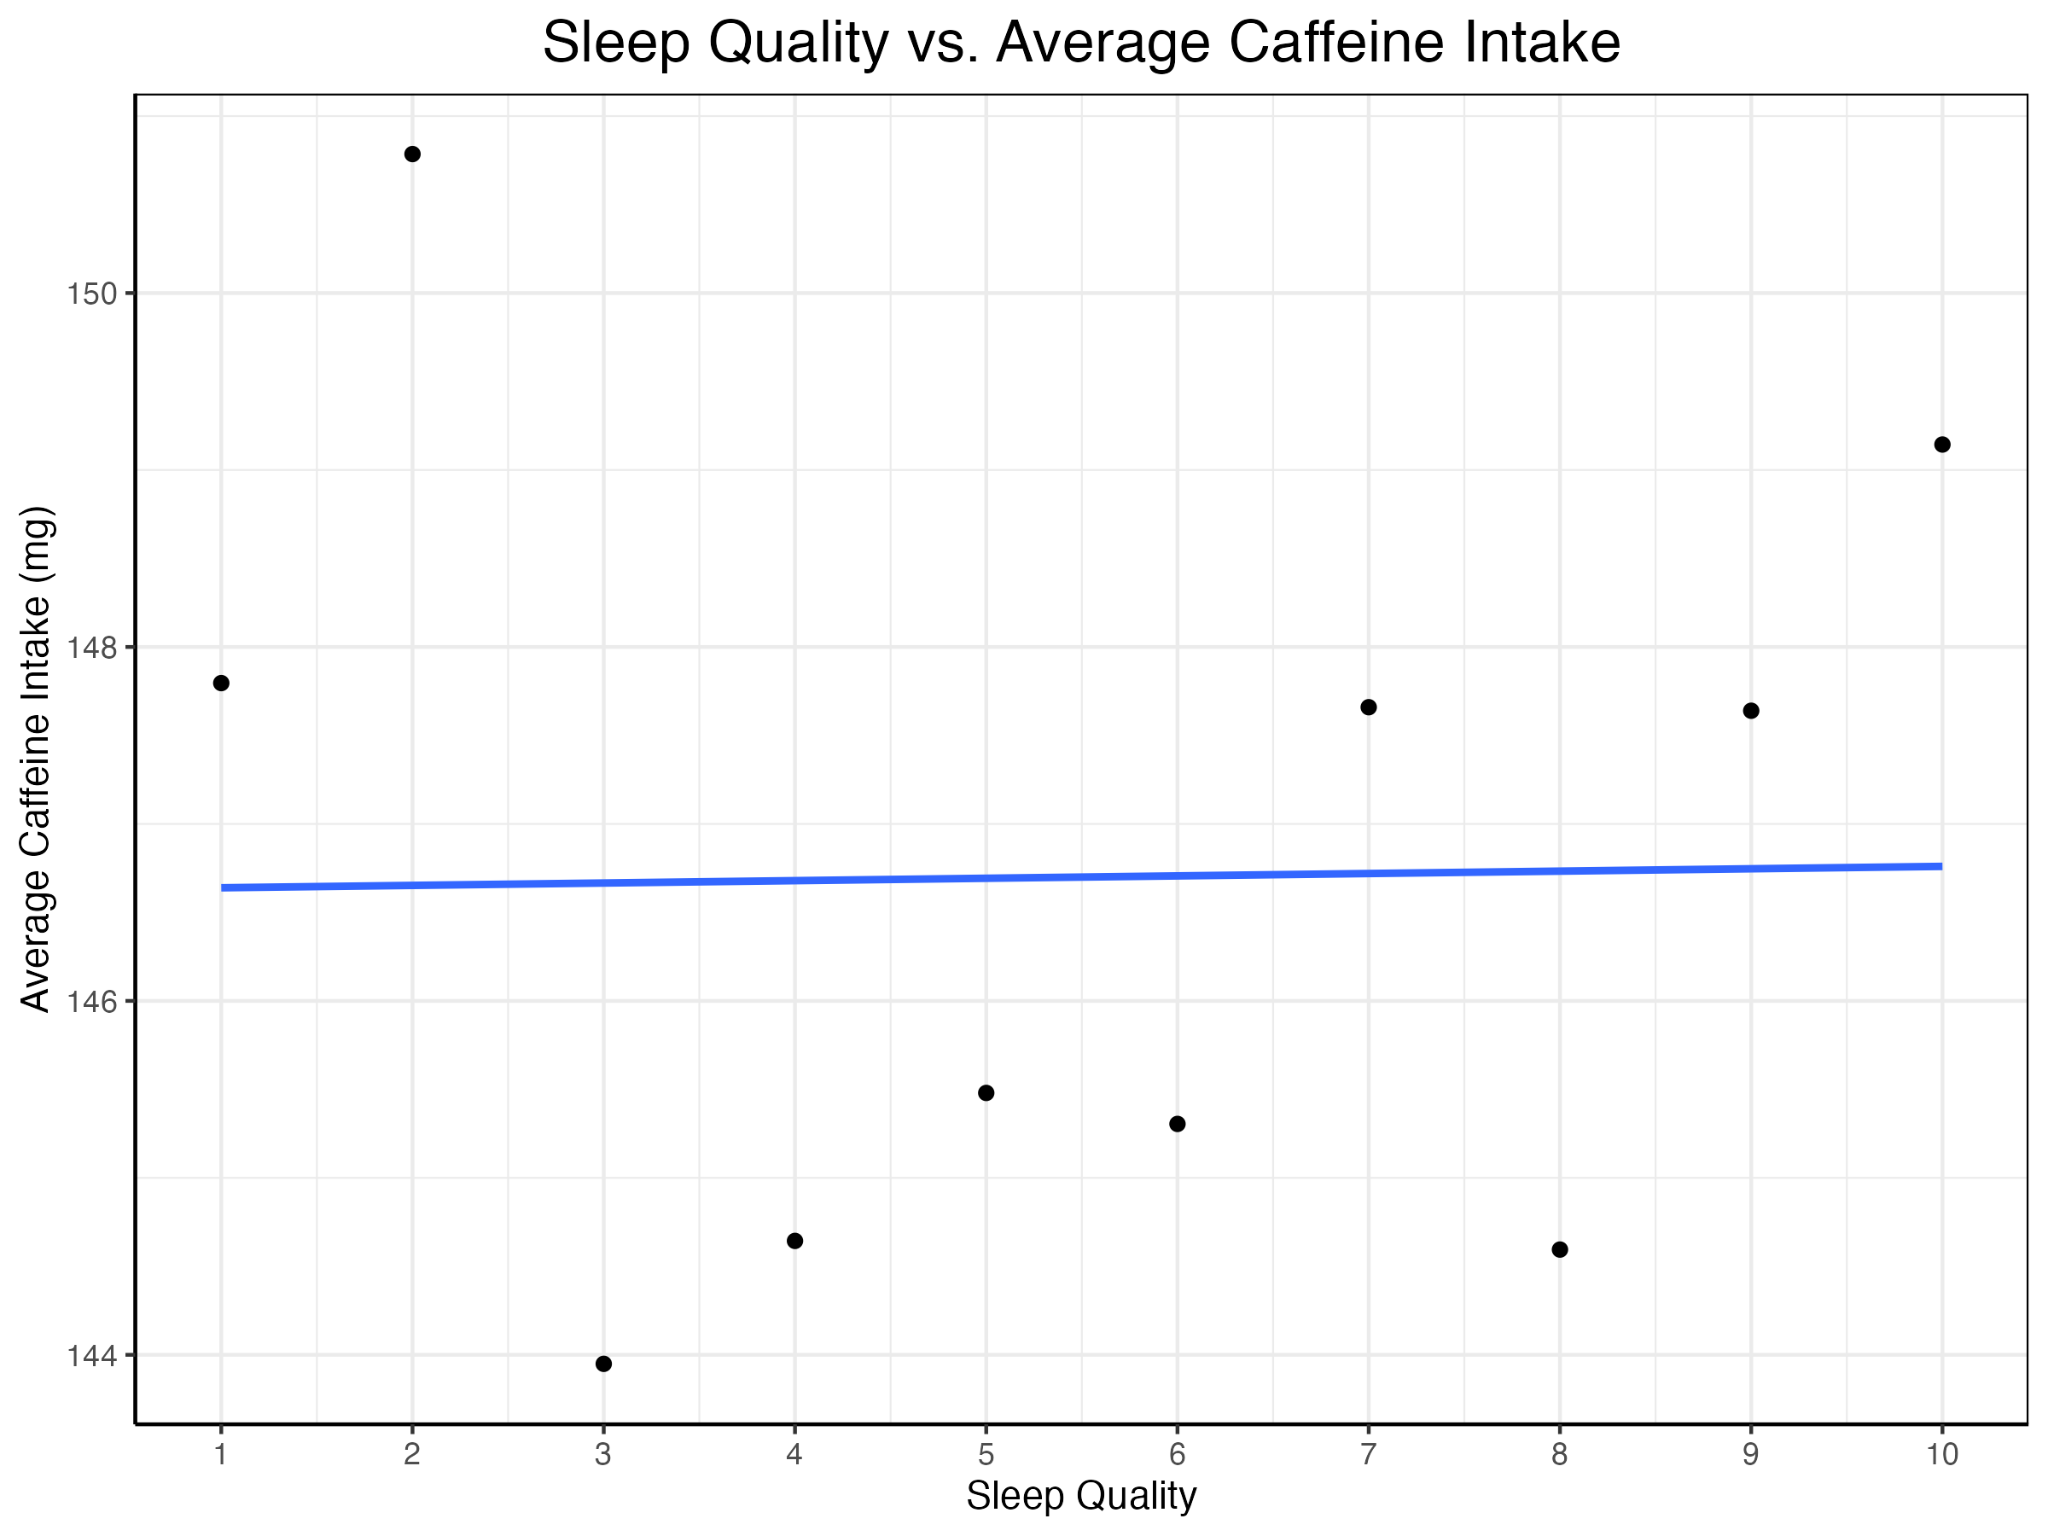 Sleep Quality vs. Average Caffeine Intake
Average Caffeine Intake (mg)
150
148
146
144
1 2 3 4 5 6 7 8 9 10
Sleep Quality